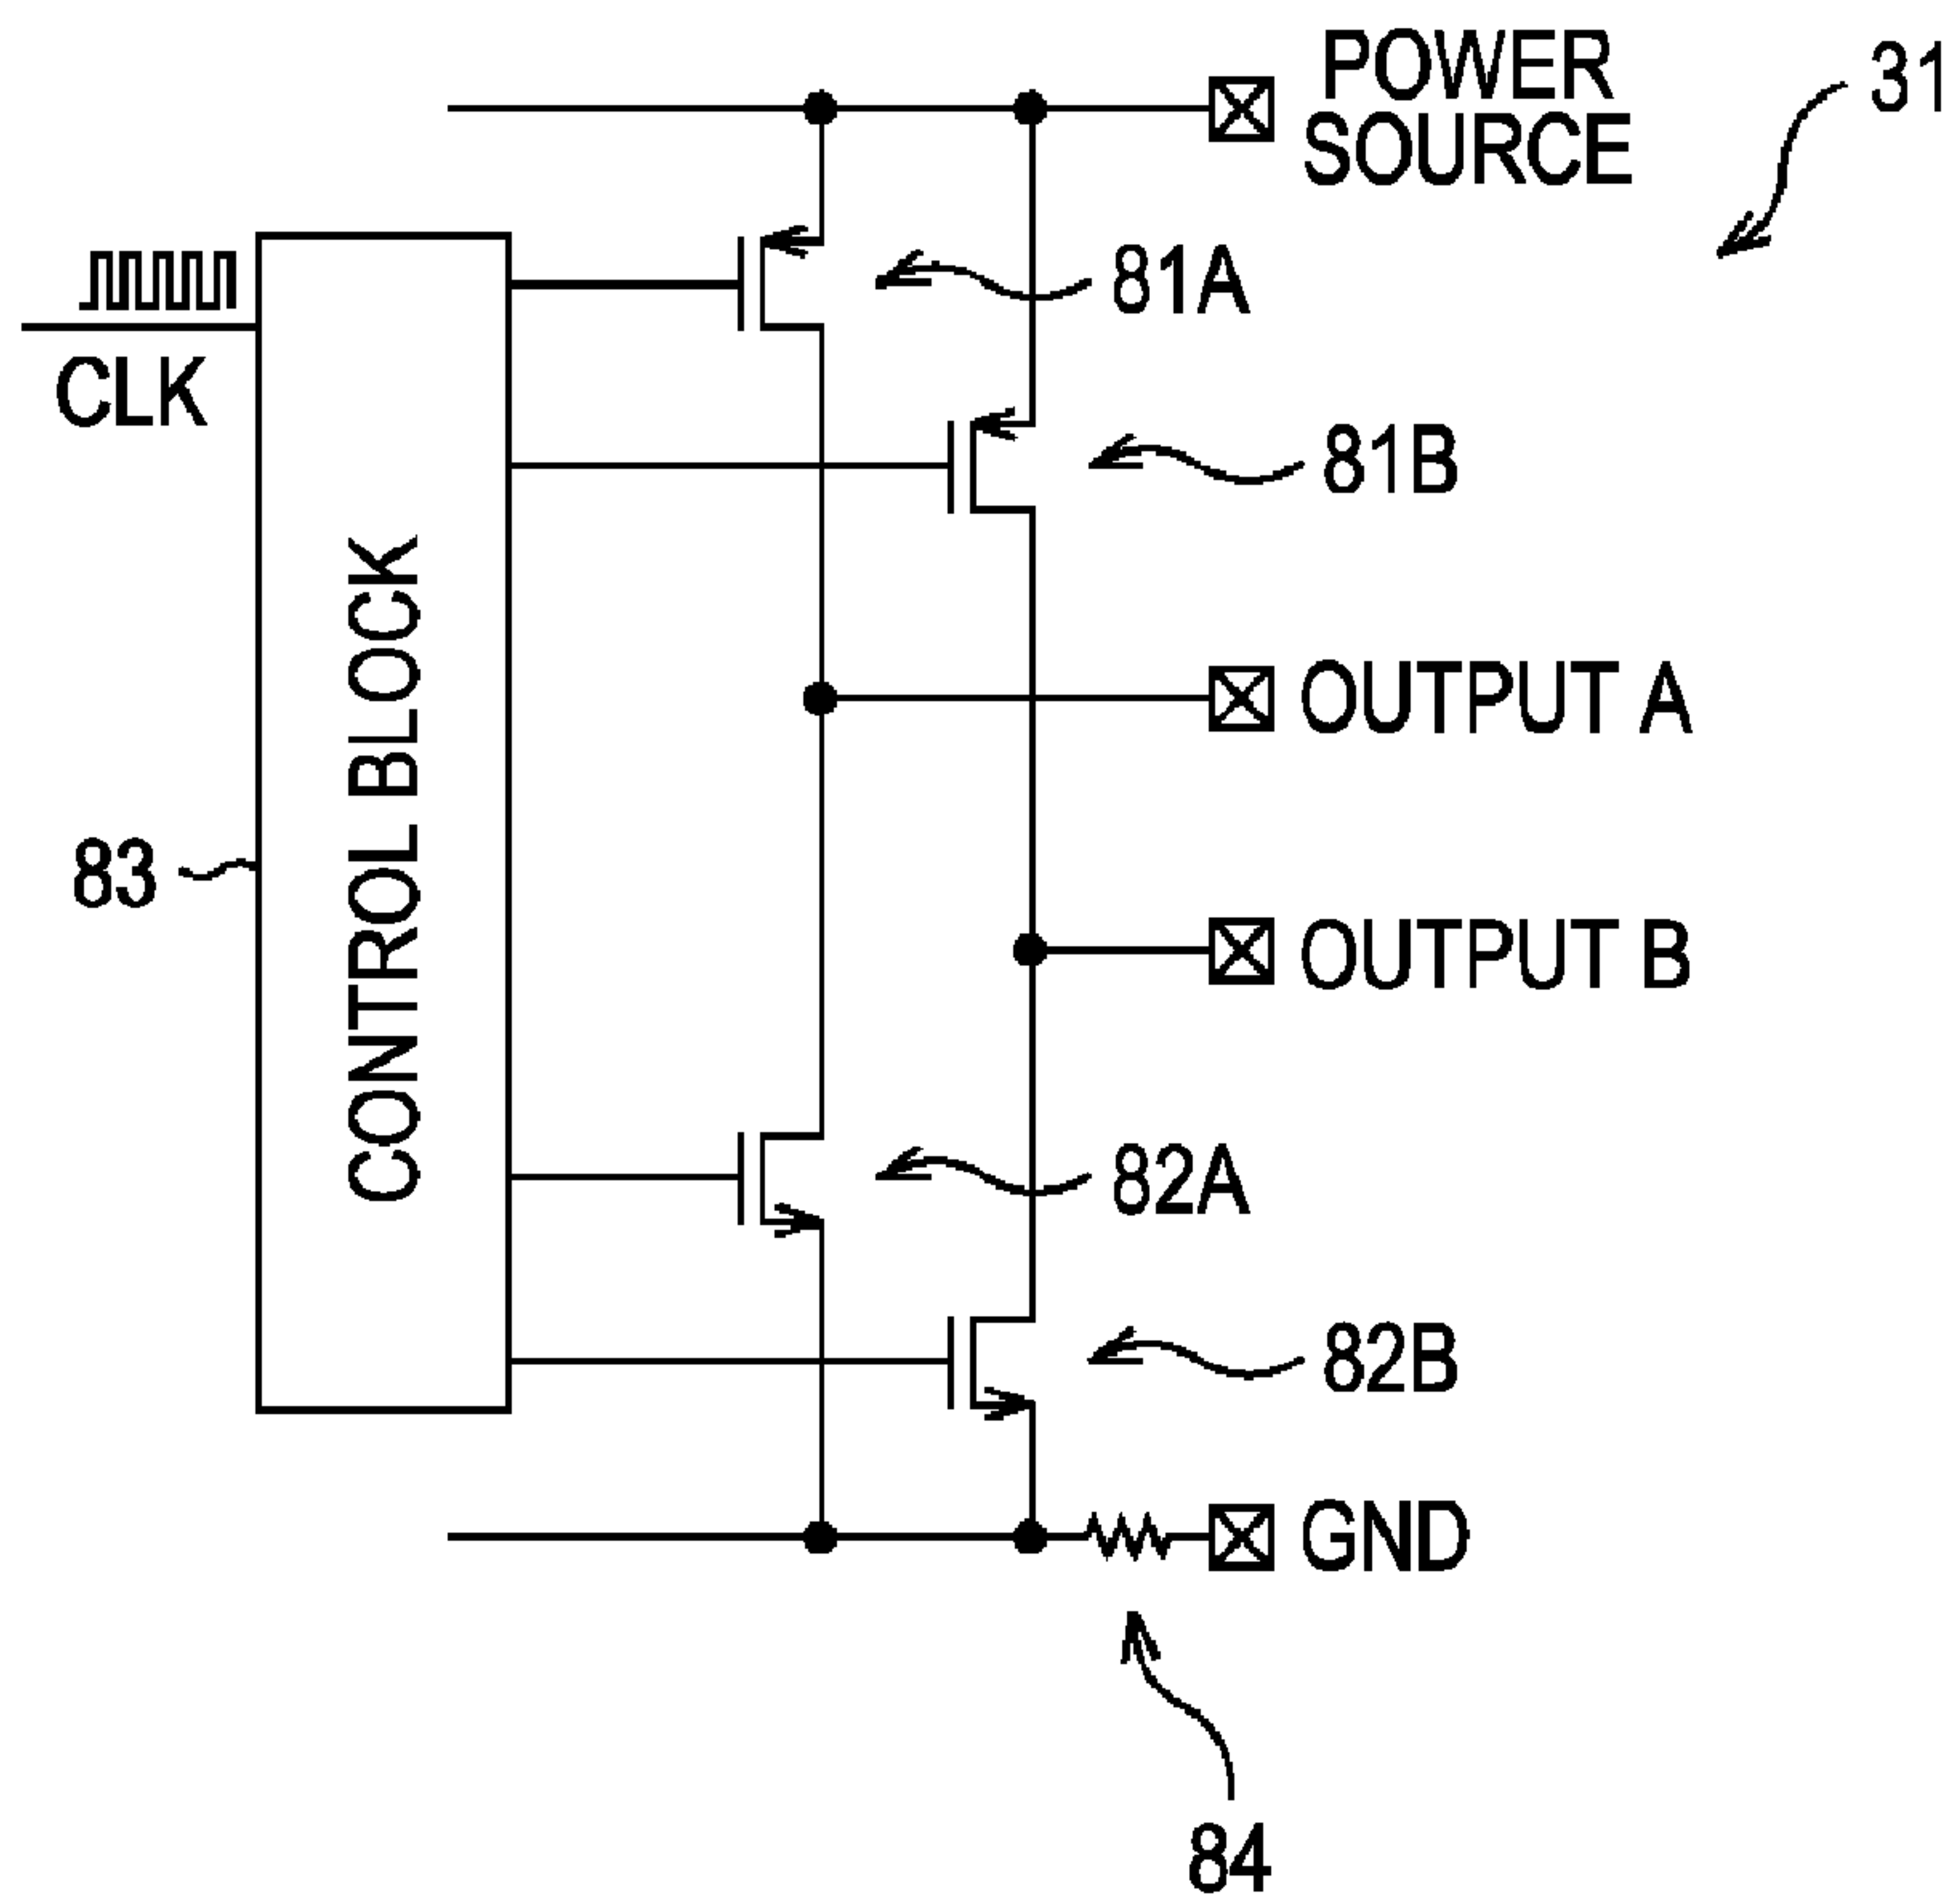 POWER
SOURCE
31
CLK
81A
81B
CONTROL BLOCK
OUTPUT A
83
OUTPUT B
82A
82B
GND
84